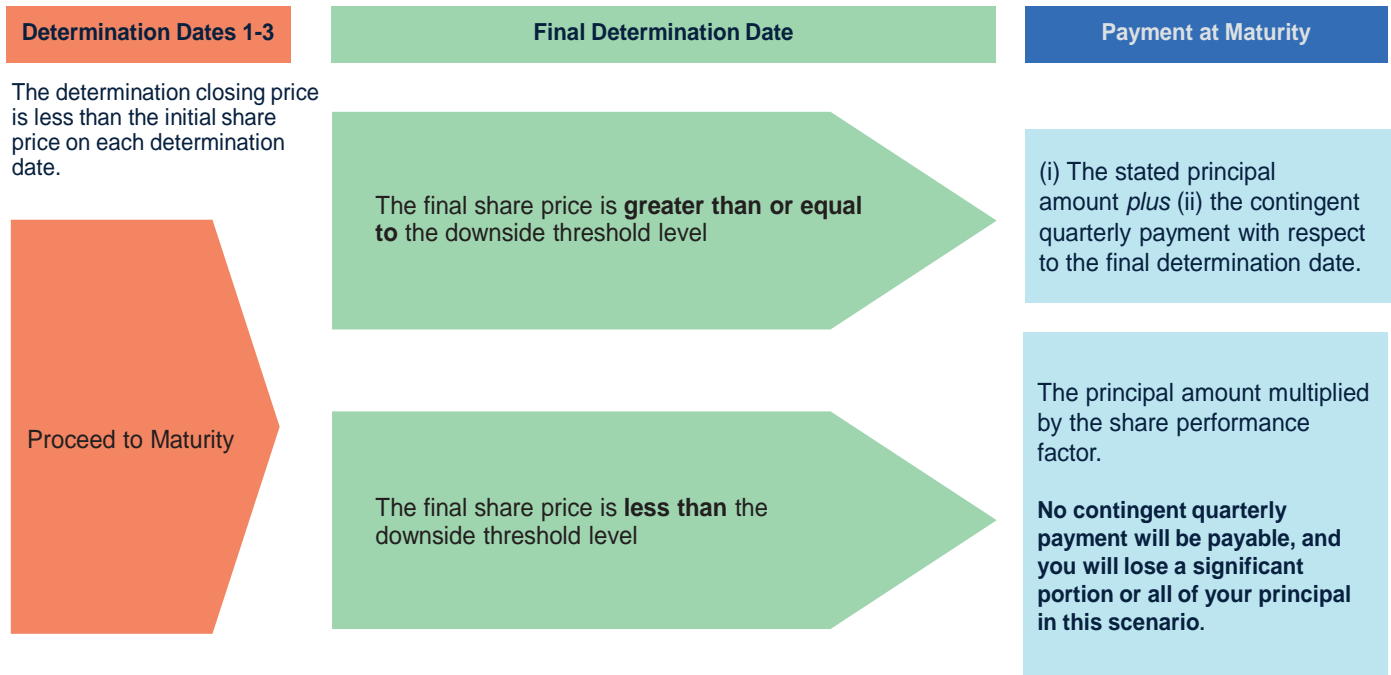 Determination Dates 1-3
Final Determination Date
Payment at Maturity
The determination closing price
is less than the initial share
price on each determination
date.
Proceed to Maturity
The final share price is greater than or equal
to the downside threshold level
(i) The stated principal
amount plus (ii) the contingent
quarterly payment with respect
to the final determination date.
The final share price is less than the
downside threshold level
The principal amount multiplied
by the share performance
factor.
No contingent quarterly
payment will be payable, and
you will lose a significant
portion or all of your principal
in this scenario.